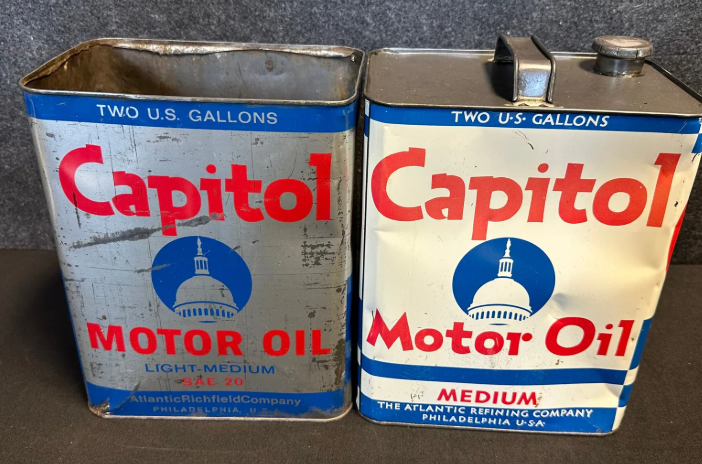 TWO U.S. GALLONS
Capitol
MOTOR OIL
LIGHT-MEDIUM
SAE 20
AtlanticRichfieldCompany
PHILADELPHIA, U.S.
TWO U·S· GALLONS
Capitol
Motor Oil
MEDIUM
THE ATLANTIC REFINING COMPANY
PHILADELPHIA U·S·A·